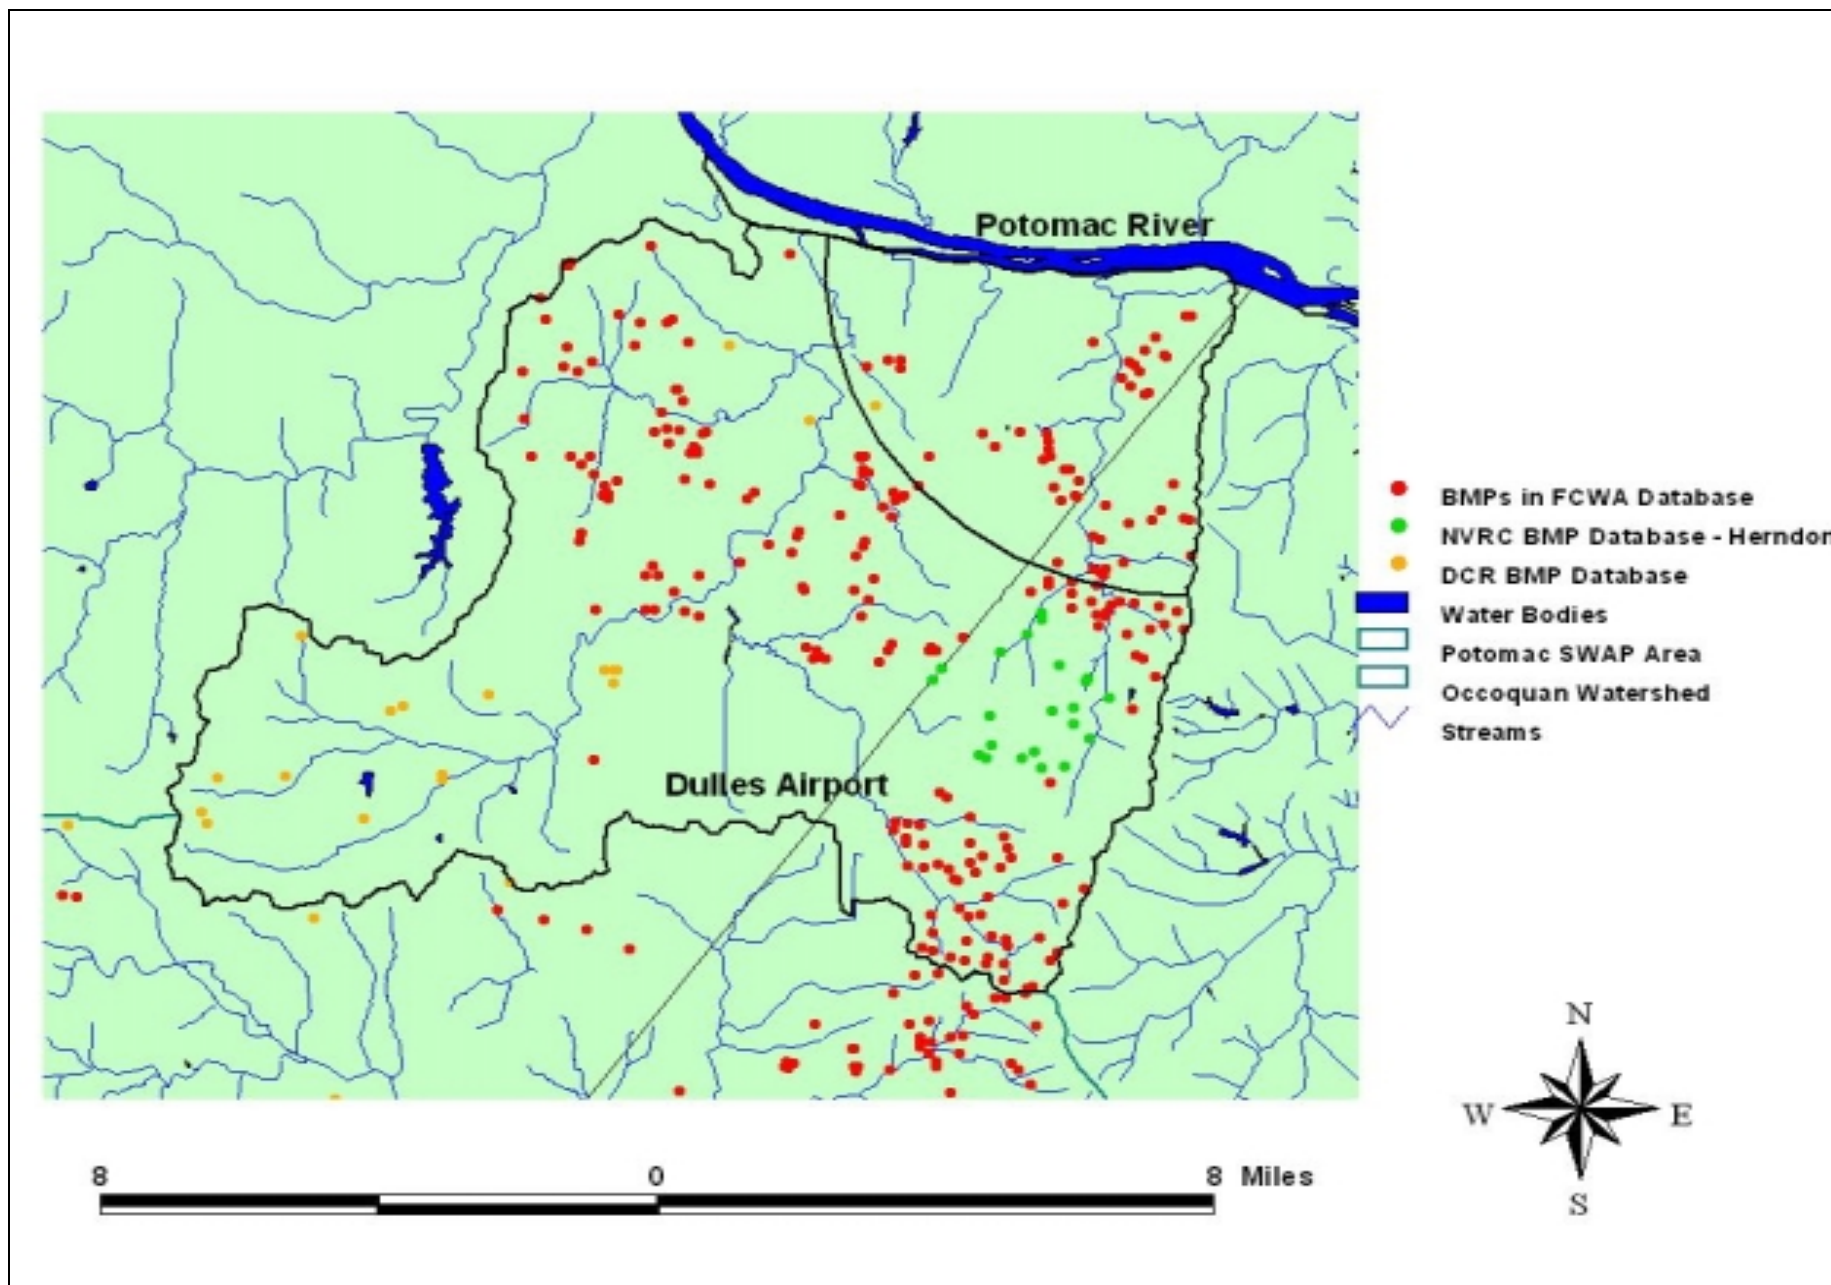 Potomac River
BMPs in FCWA Database
NVRC BMP Database - Herndon
DCR BMP Database
Water Bodies
Potomac SWAP Area
Occoquan Watershed
Streams
Dulles Airport
N
W
E
S
8 0 8 Miles